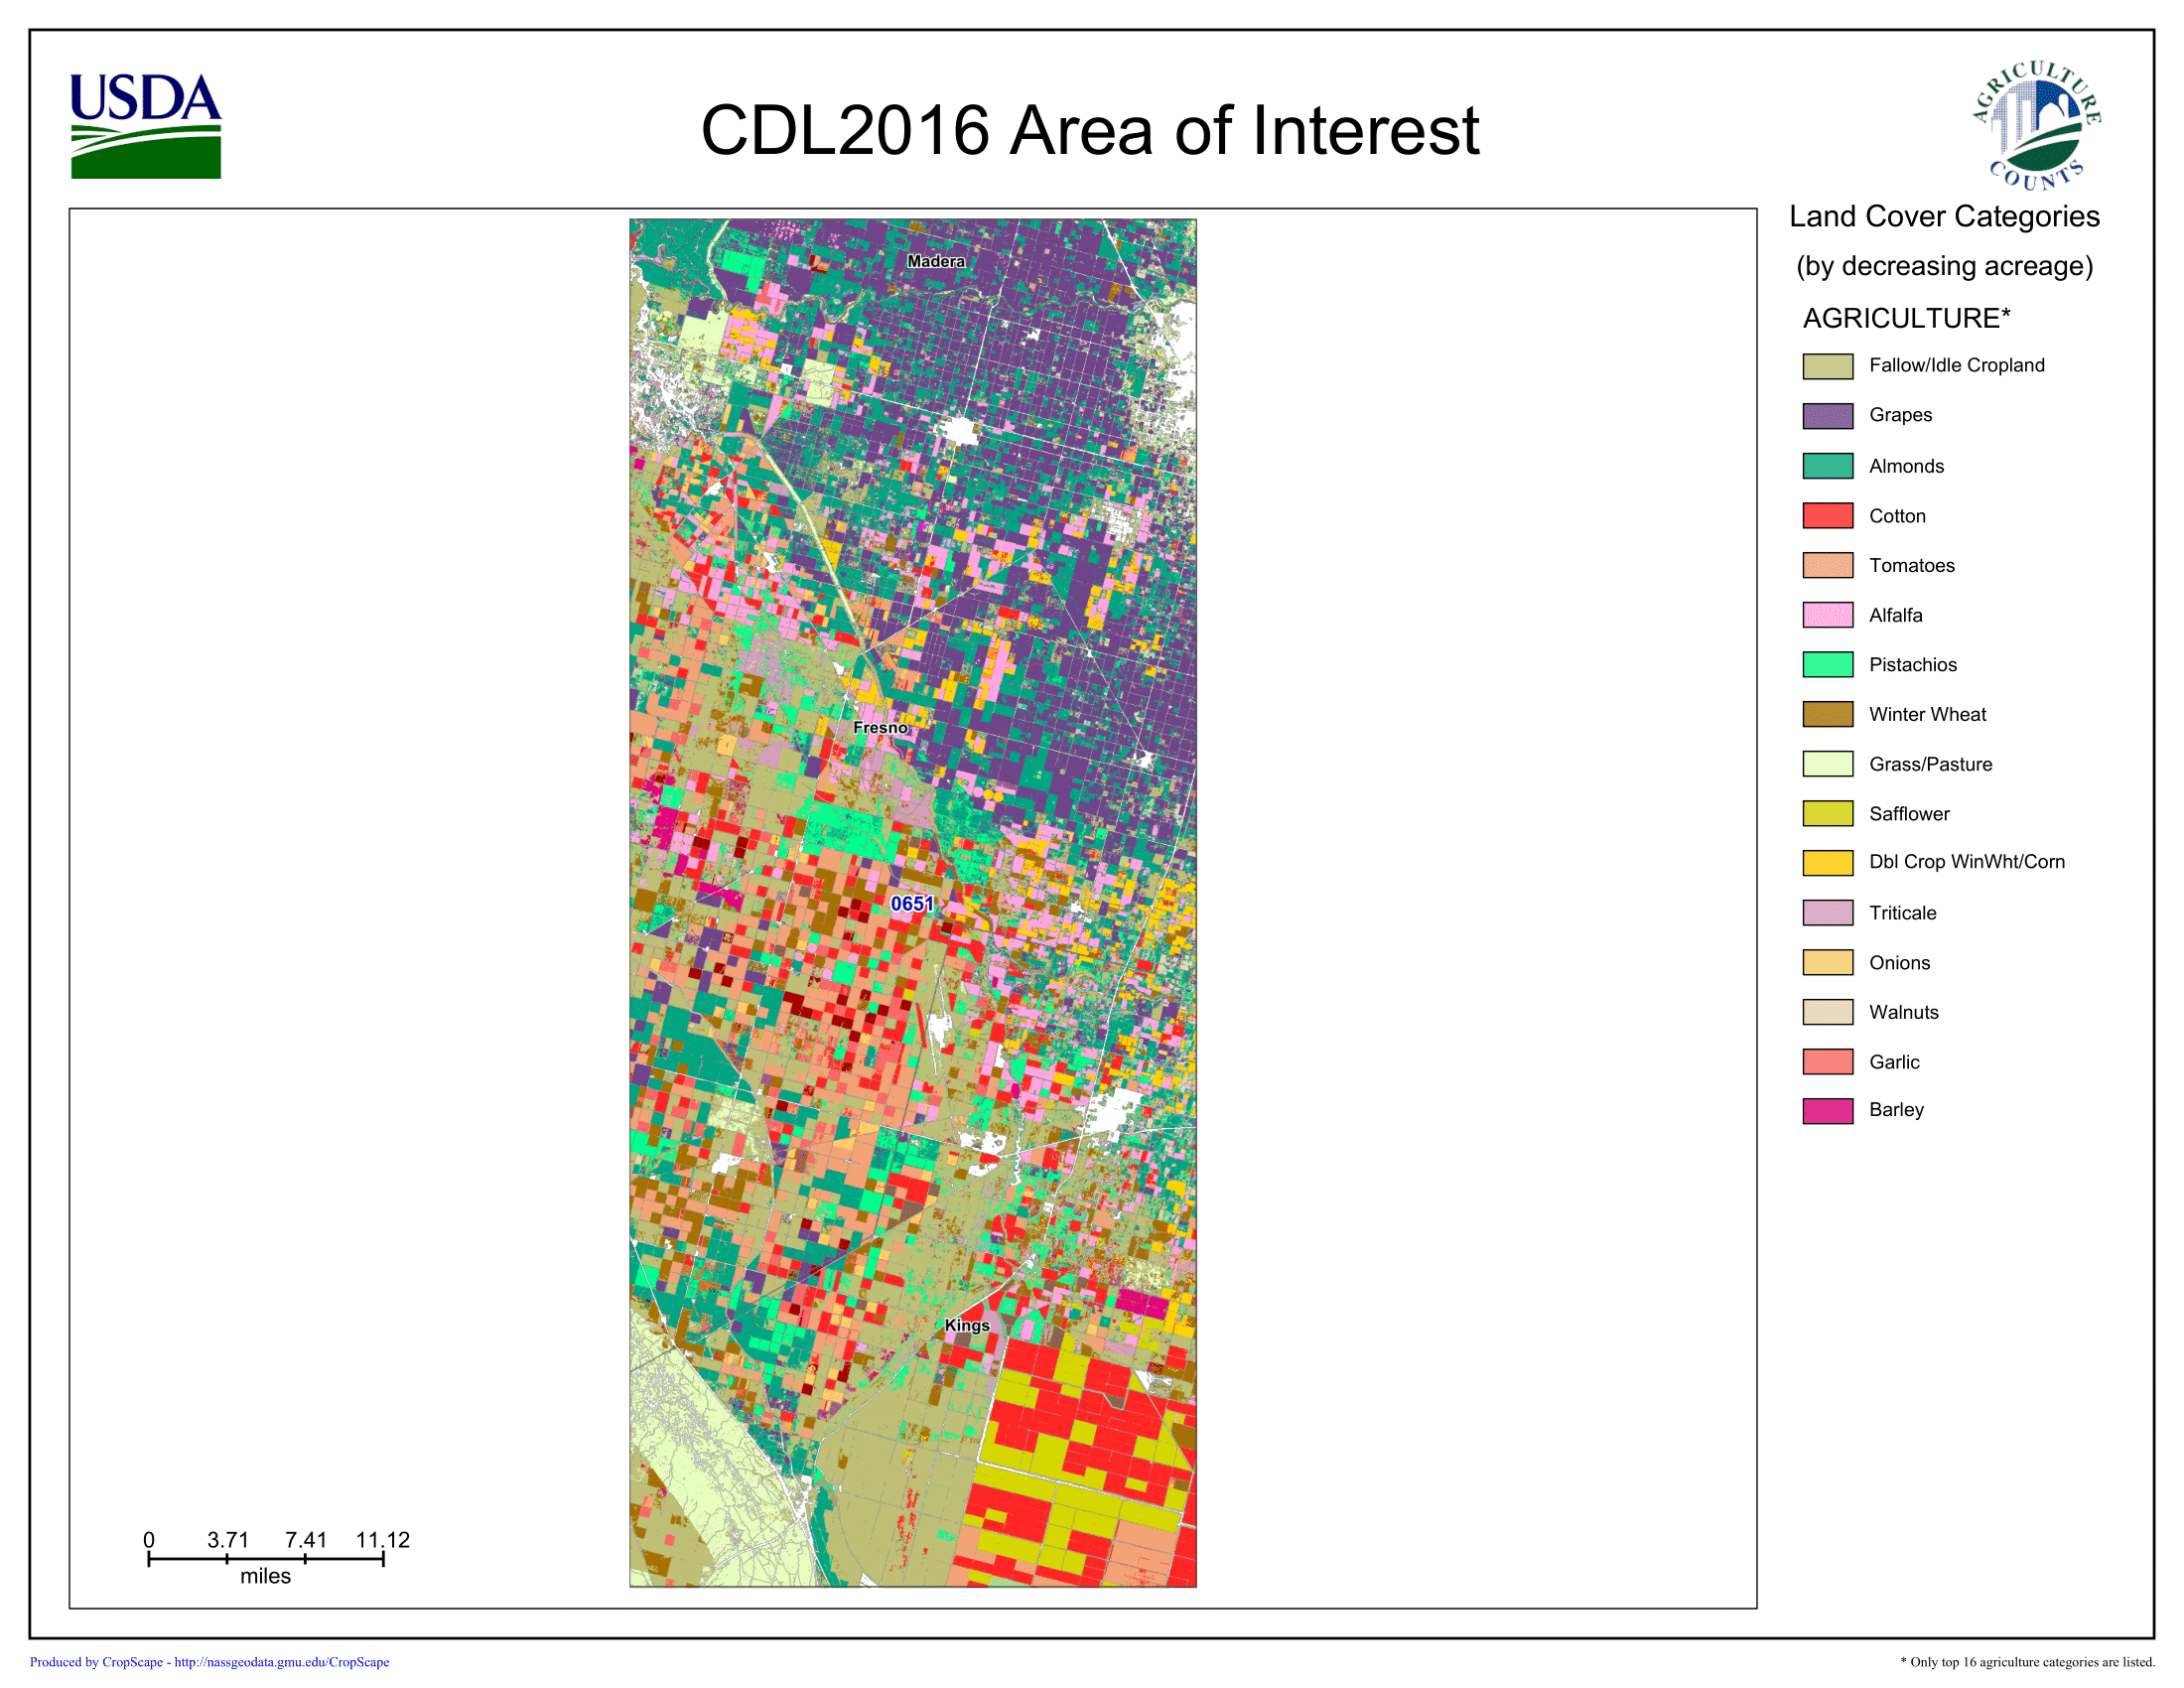 USDA
CDL2016 Area of Interest
AGRICULTURE
COUNTS
Land Cover Categories
(by decreasing acreage)
AGRICULTURE*
Fallow/Idle Cropland
Grapes
Almonds
Cotton
Tomatoes
Alfalfa
Pistachios
Winter Wheat
Grass/Pasture
Safflower
Dbl Crop WinWht/Corn
Triticale
Onions
Walnuts
Garlic
Barley
Madera
Fresno
0651
Kings
0 3.71 7.41 11.12
miles
Produced by CropScape - http://nassgeodata.gmu.edu/CropScape
* Only top 16 agriculture categories are listed.